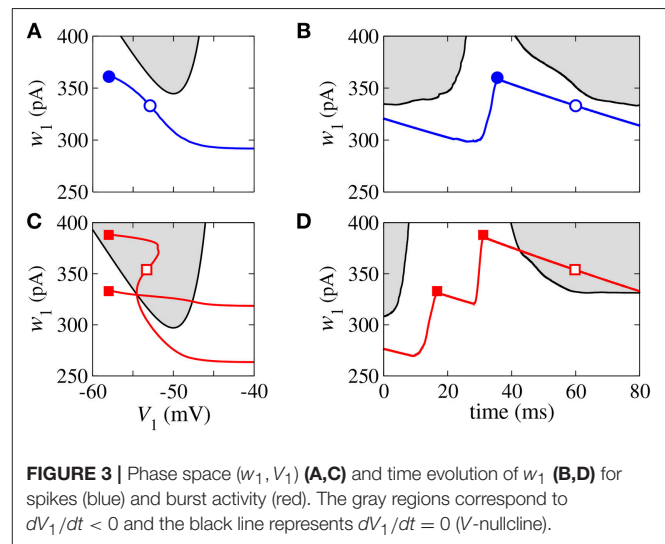 A
B
400
350
300
250
w1 (pA)
400
350
300
250
w1 (pA)
C
D
400
350
300
250
w1 (pA)
-60
-50
-40
V1 (mV)
400
350
300
250
w1 (pA)
0
20
40
60
80
time (ms)
FIGURE 3 | Phase space (w1, V1) (A,C) and time evolution of w1 (B,D) for
spikes (blue) and burst activity (red). The gray regions correspond to
dV1/dt < 0 and the black line represents dV1/dt = 0 (V-nullcline).